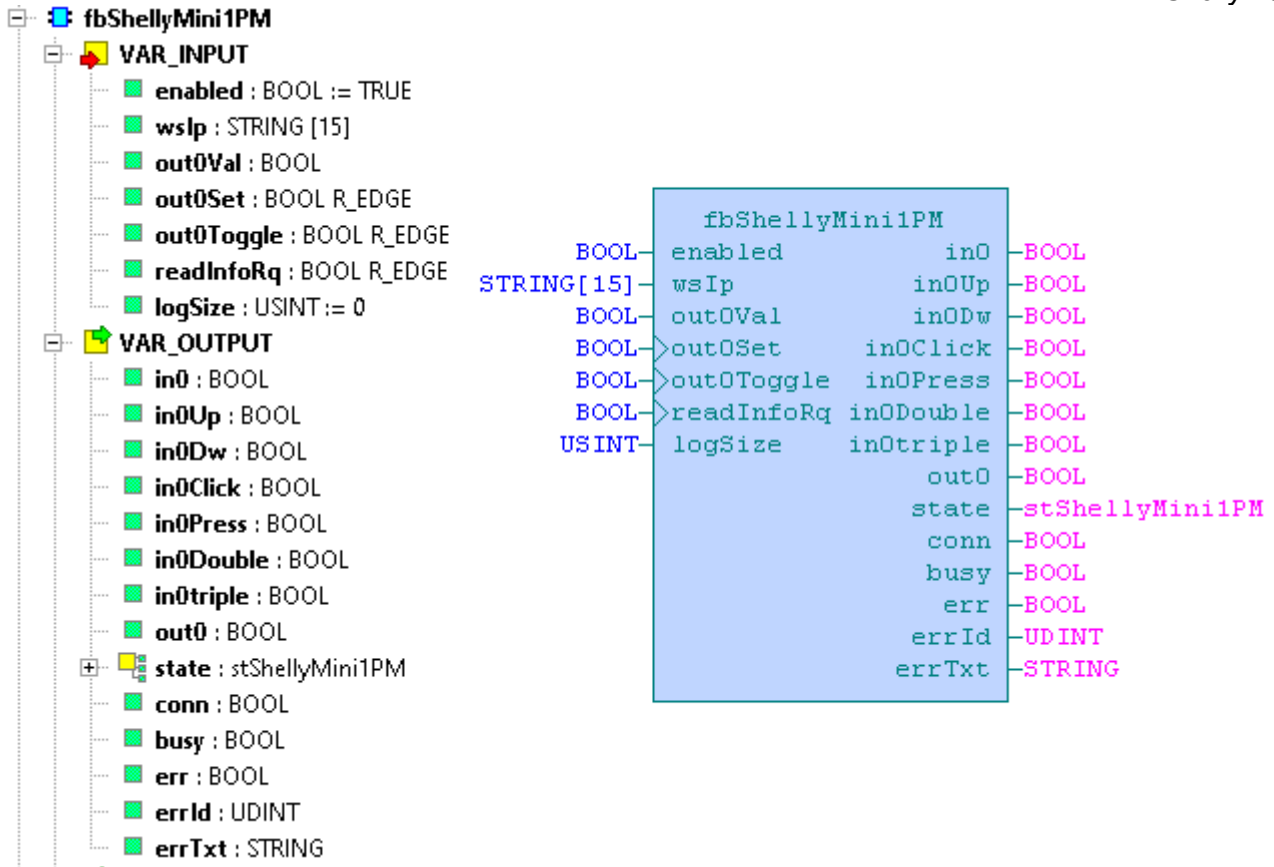 fbShellyMini1PM
VAR_INPUT
enabled : BOOL := TRUE
wsIp : STRING [15]
out0Val : BOOL
out0Set : BOOL R_EDGE
out0Toggle : BOOL R_EDGE
readInfoRq : BOOL R_EDGE
logSize : USINT := 0
VAR_OUTPUT
in0 : BOOL
in0Up : BOOL
in0Dw : BOOL
in0Click : BOOL
in0Press : BOOL
in0Double : BOOL
in0triple : BOOL
out0 : BOOL
state : stShellyMini1PM
conn : BOOL
busy : BOOL
err : BOOL
errId : UDINT
errTxt : STRING
fbShellyMini1PM
BOOL enabled in0 BOOL
STRING[15] wsIp in0Up BOOL
BOOL out0Val in0Dw BOOL
BOOL out0Set in0Click BOOL
BOOL out0Toggle in0Press BOOL
BOOL readInfoRq in0Double BOOL
USINT logSize in0triple BOOL
out0 BOOL
state stShellyMini1PM
conn BOOL
busy BOOL
err BOOL
errId UDINT
errTxt STRING